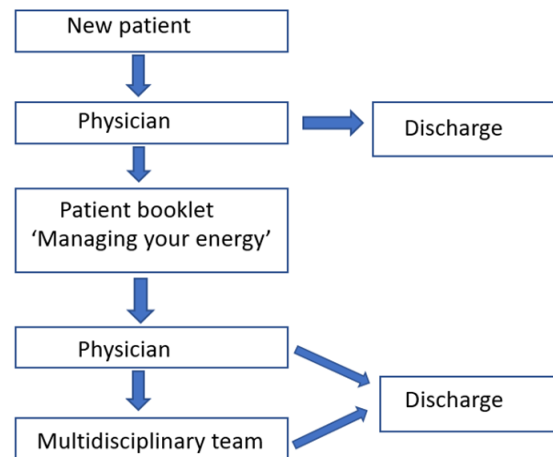 New patient
Physician
Discharge
Patient booklet
‘Managing your energy’
Physician
Discharge
Multidisciplinary team